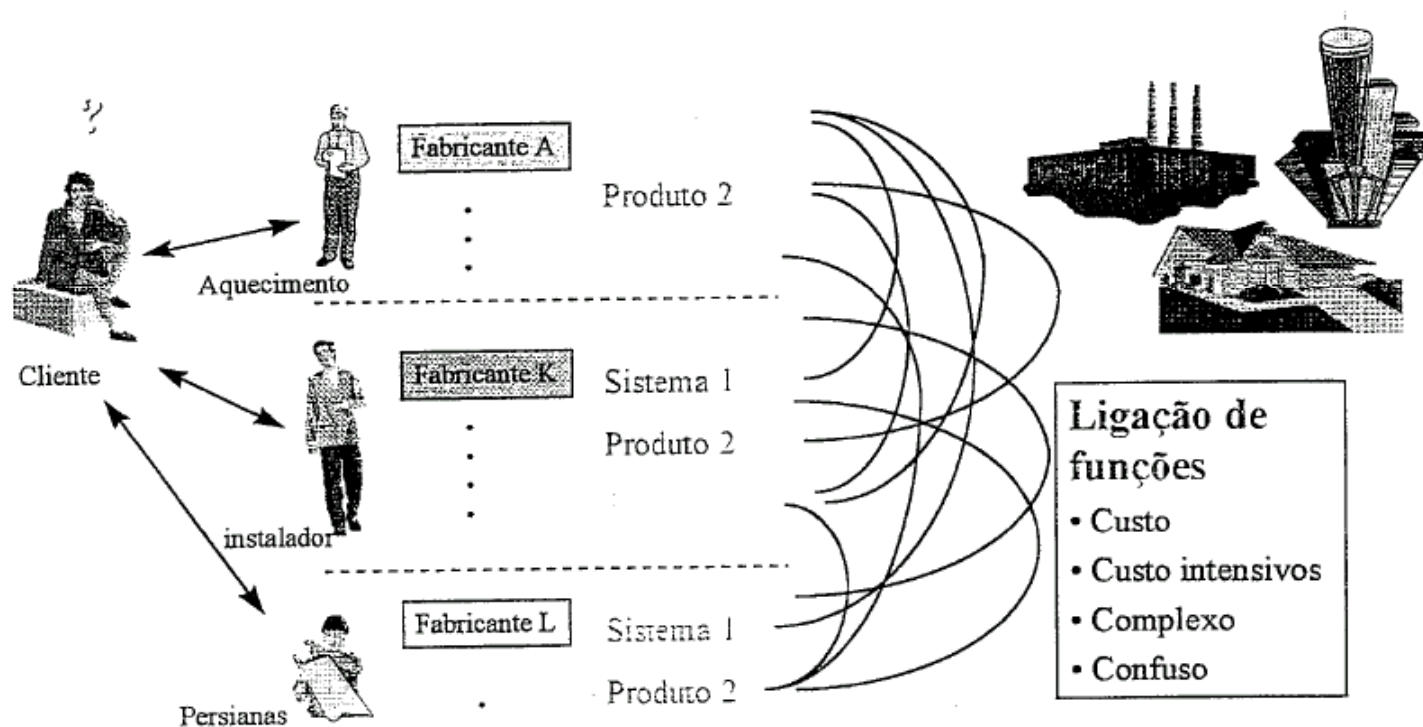 Fabricante A
Produto 2
Aquecimento
Cliente
Fabricante K
Sistema 1
Produto 2
instalador
Fabricante L
Sistema 1
Produto 2
Persianas
Ligação de
funções
• Custo
• Custo intensivos
• Complexo
• Confuso